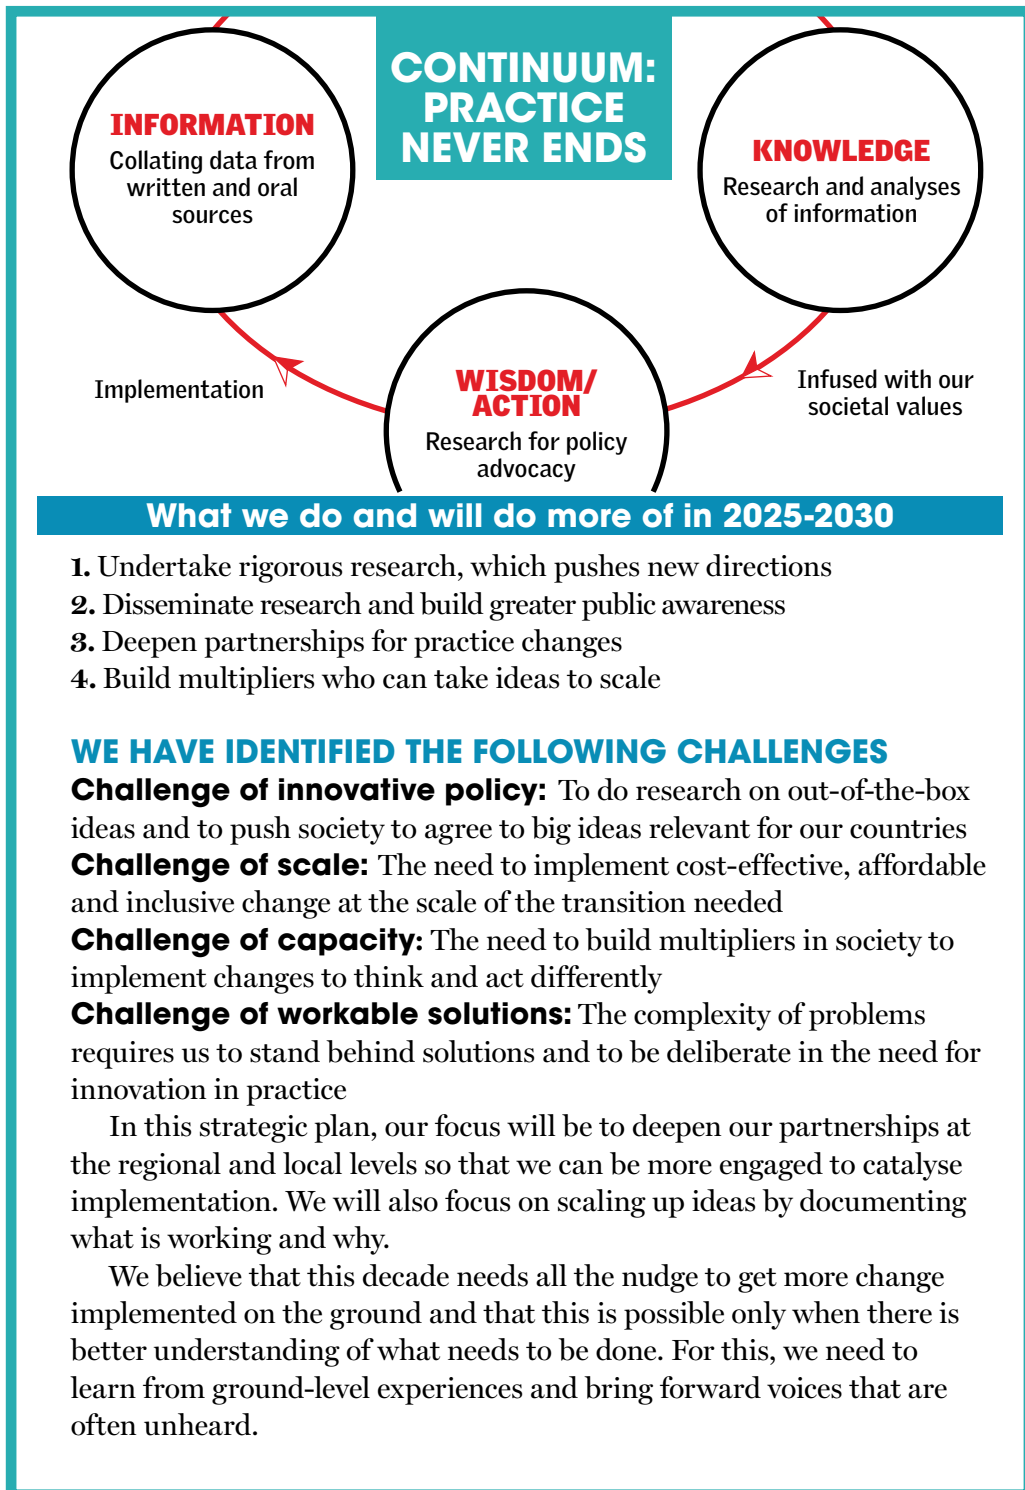 CONTINUUM:
PRACTICE
NEVER ENDS
INFORMATION
Collating data from
written and oral
sources
KNOWLEDGE
Research and analyses
of information
Implementation
WISDOM/
ACTION
Research for policy
advocacy
Infused with our
societal values
What we do and will do more of in 2025-2030
1. Undertake rigorous research, which pushes new directions
2. Disseminate research and build greater public awareness
3. Deepen partnerships for practice changes
4. Build multipliers who can take ideas to scale
WE HAVE IDENTIFIED THE FOLLOWING CHALLENGES
Challenge of innovative policy: To do research on out-of-the-box
ideas and to push society to agree to big ideas relevant for our countries
Challenge of scale: The need to implement cost-effective, affordable
and inclusive change at the scale of the transition needed
Challenge of capacity: The need to build multipliers in society to
implement changes to think and act differently
Challenge of workable solutions: The complexity of problems
requires us to stand behind solutions and to be deliberate in the need for
innovation in practice
In this strategic plan, our focus will be to deepen our partnerships at
the regional and local levels so that we can be more engaged to catalyse
implementation. We will also focus on scaling up ideas by documenting
what is working and why.
We believe that this decade needs all the nudge to get more change
implemented on the ground and that this is possible only when there is
better understanding of what needs to be done. For this, we need to
learn from ground-level experiences and bring forward voices that are
often unheard.